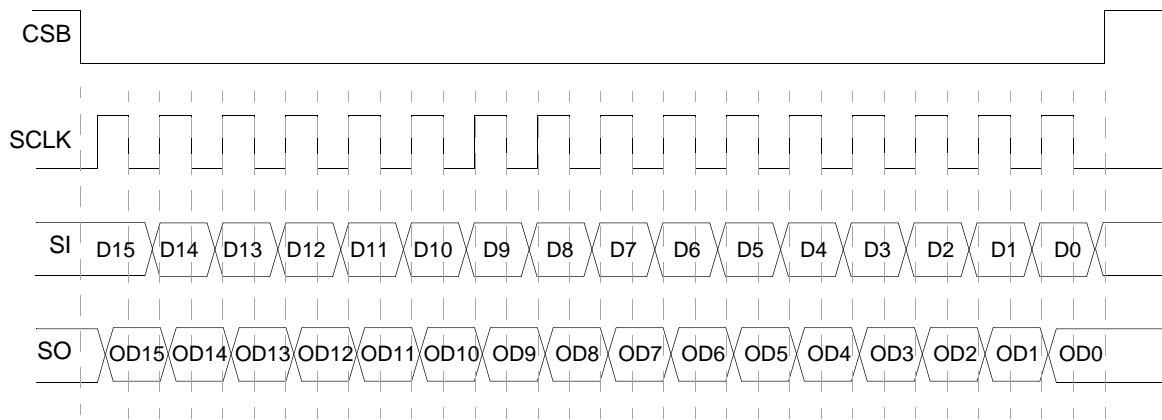 CSB
SCLK
SI D15 D14 D13 D12 D11 D10 D9 D8 D7 D6 D5 D4 D3 D2 D1 D0
SO OD15 OD14 OD13 OD12 OD11 OD10 OD9 OD8 OD7 OD6 OD5 OD4 OD3 OD2 OD1 OD0